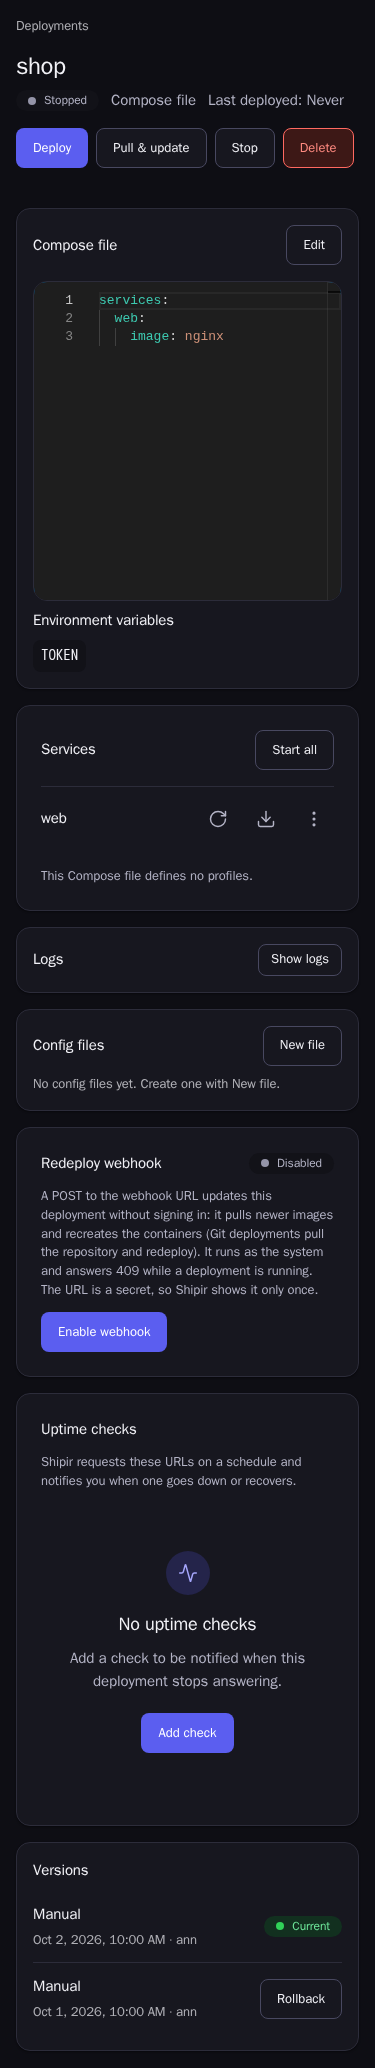 Deployments
shop
Stopped Compose file Last deployed: Never
Deploy Pull & update Stop Delete
Compose file Edit
1 services:
2 web:
3 image: nginx
Environment variables
TOKEN
Services Start all
web
This Compose file defines no profiles.
Logs Show logs
Config files New file
No config files yet. Create one with New file.
Redeploy webhook Disabled
A POST to the webhook URL updates this
deployment without signing in: it pulls newer images
and recreates the containers (Git deployments pull
the repository and redeploy). It runs as the system
and answers 409 while a deployment is running.
The URL is a secret, so Shipir shows it only once.
Enable webhook
Uptime checks
Shipir requests these URLs on a schedule and
notifies you when one goes down or recovers.
No uptime checks
Add a check to be notified when this
deployment stops answering.
Add check
Versions
Manual
Oct 2, 2026, 10:00 AM · ann
Current
Manual
Oct 1, 2026, 10:00 AM · ann
Rollback